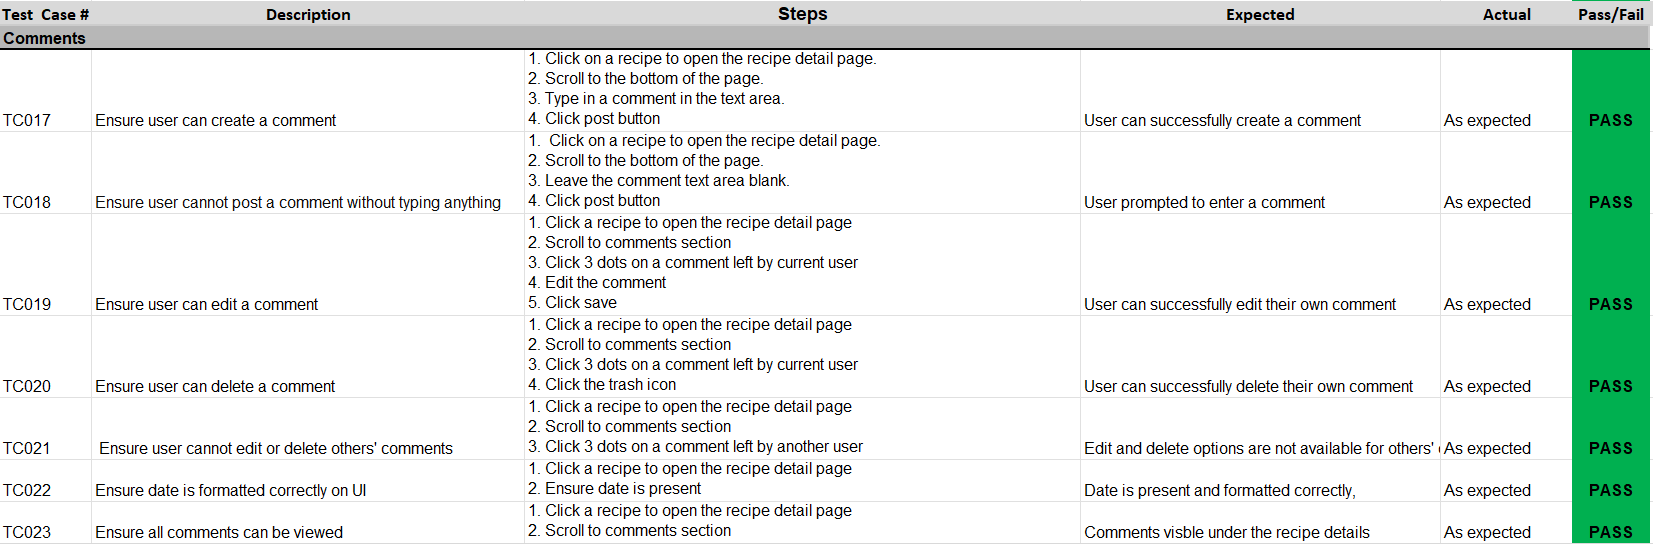 Test Case # Description Steps Expected Actual Pass/Fail
Comments
1. Click on a recipe to open the recipe detail page.
2. Scroll to the bottom of the page.
3. Type in a comment in the text area.
TC017 Ensure user can create a comment 4. Click post button User can successfully create a comment As expected PASS
1. Click on a recipe to open the recipe detail page.
2. Scroll to the bottom of the page.
3. Leave the comment text area blank.
TC018 Ensure user cannot post a comment without typing anything 4. Click post button User prompted to enter a comment As expected PASS
1. Click a recipe to open the recipe detail page
2. Scroll to comments section
3. Click 3 dots on a comment left by current user
4. Edit the comment
TC019 Ensure user can edit a comment 5. Click save User can successfully edit their own comment As expected PASS
1. Click a recipe to open the recipe detail page
2. Scroll to comments section
3. Click 3 dots on a comment left by current user
TC020 Ensure user can delete a comment 4. Click the trash icon User can successfully delete their own comment As expected PASS
1. Click a recipe to open the recipe detail page
2. Scroll to comments section
TC021 Ensure user cannot edit or delete others' comments 3. Click 3 dots on a comment left by another user Edit and delete options are not available for others' As expected PASS
1. Click a recipe to open the recipe detail page
TC022 Ensure date is formatted correctly on UI 2. Ensure date is present Date is present and formatted correctly, As expected PASS
1. Click a recipe to open the recipe detail page
TC023 Ensure all comments can be viewed 2. Scroll to comments section Comments visble under the recipe details As expected PASS